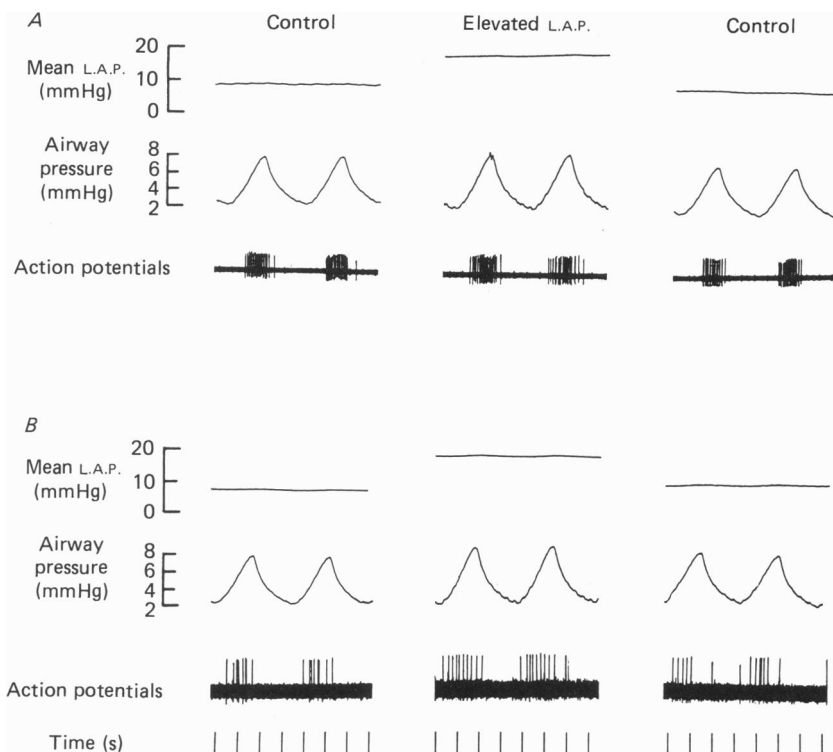 A
Control
Elevated L.A.P.
Control
Mean L.A.P.
(mmHg)
20
10
0
Airway
pressure
(mmHg)
8
6
4
2
Action potentials
B
Mean L.A.P.
(mmHg)
20
10
0
Airway
pressure
(mmHg)
8
6
4
2
Action potentials
Time (s)